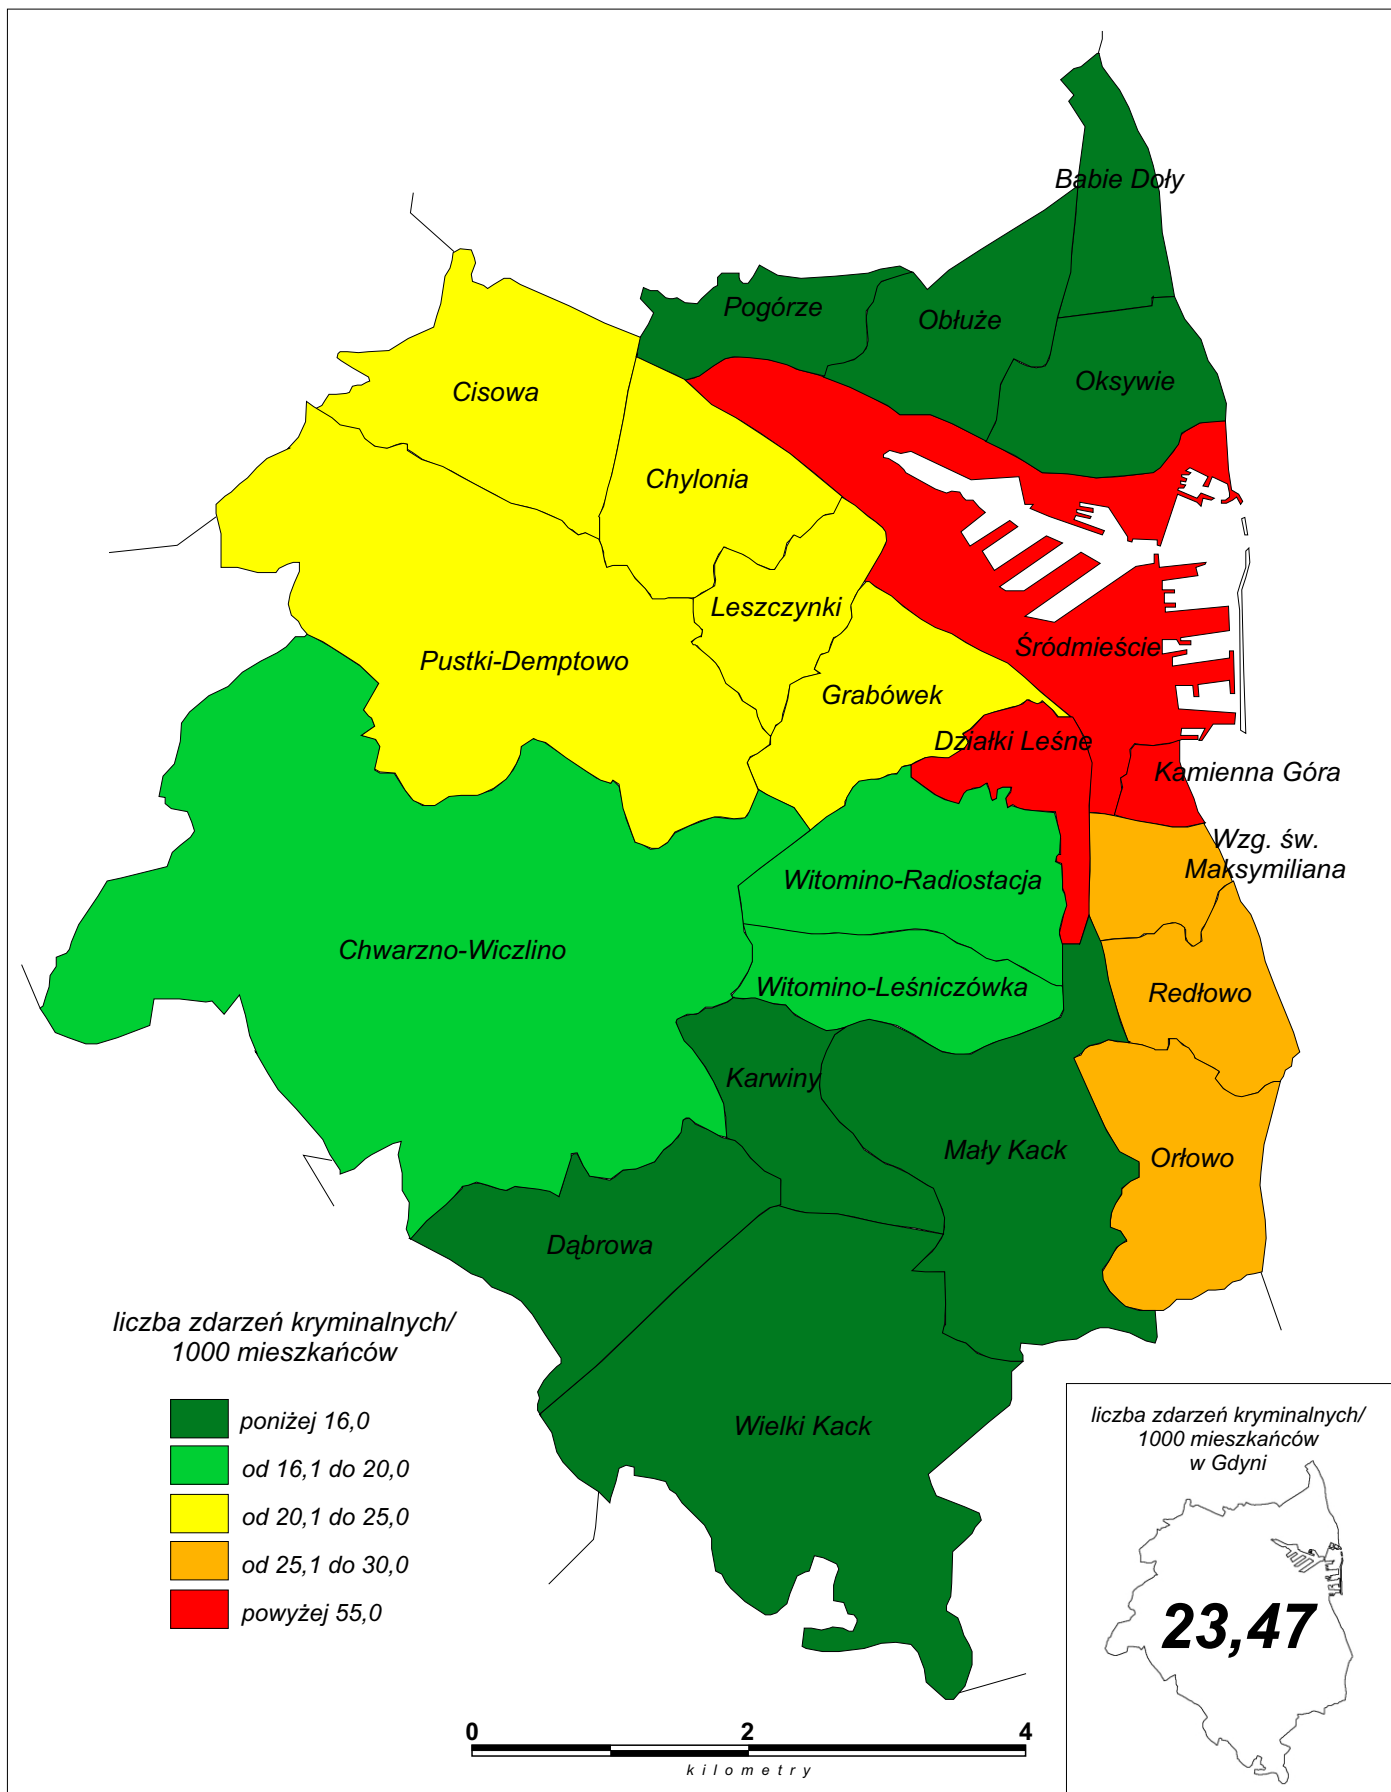 Babie Doły
Pogórze
Obłuże
Oksywie
Cisowa
Chylonia
Leszczynki
Pustki-Demptowo
Śródmieście
Grabówek
Działki Leśne
Kamienna Góra
Wzg. św.
Maksymiliana
Witomino-Radiostacja
Chwarzno-Wiczlino
Witomino-Leśniczówka
Redłowo
Karwiny
Mały Kack
Orłowo
Dąbrowa
Wielki Kack
liczba zdarzeń kryminalnych/
1000 mieszkańców
poniżej 16,0
od 16,1 do 20,0
od 20,1 do 25,0
od 25,1 do 30,0
powyżej 55,0
liczba zdarzeń kryminalnych/
1000 mieszkańców
w Gdyni
23,47
0 2 4
kilometry